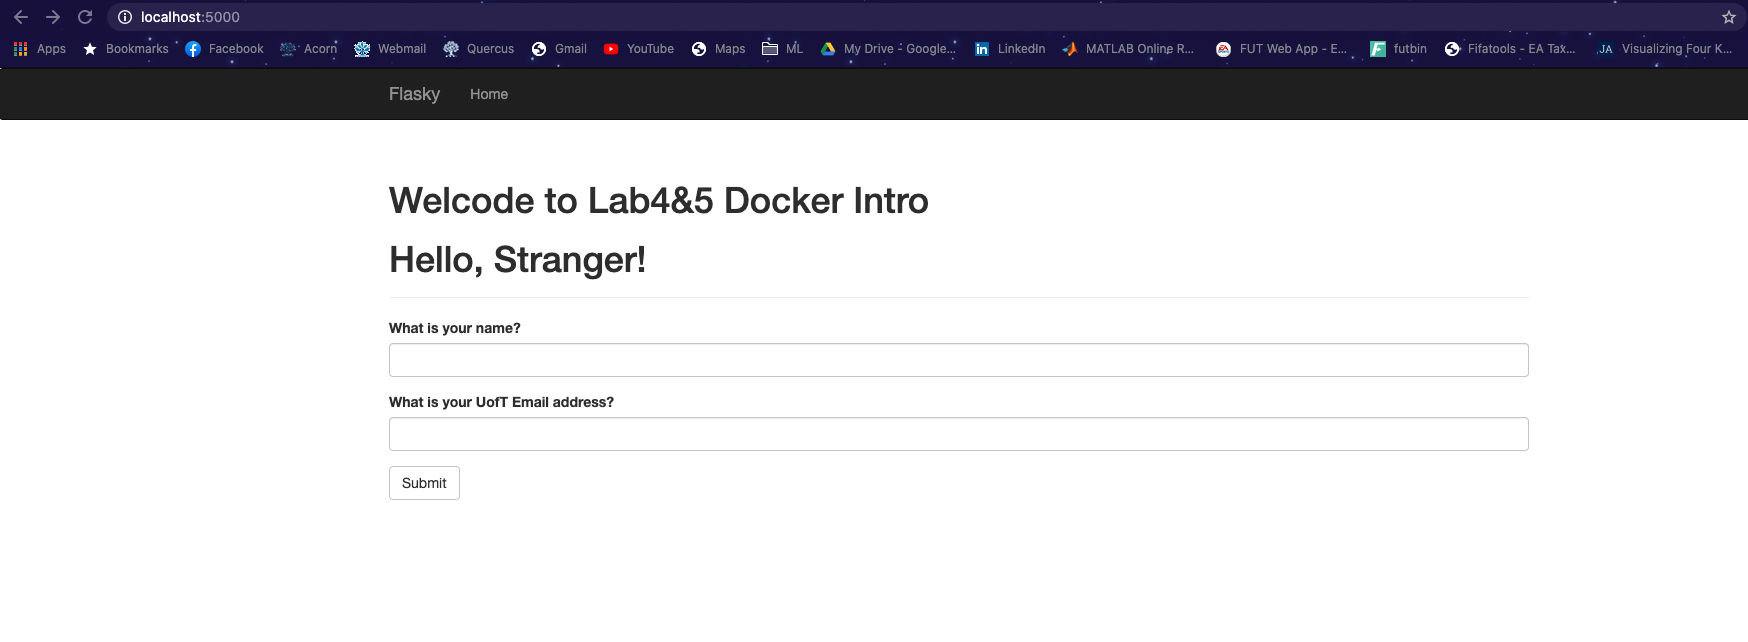 localhost:5000
Apps Bookmarks Facebook Acorn Webmail Quercus Gmail YouTube Maps ML My Drive - Google... LinkedIn MATLAB Online R... FUT Web App - E... futbin Fifatools - EA Tax... JA Visualizing Four K...
Flasky Home
Welcode to Lab4&5 Docker Intro
Hello, Stranger!
What is your name?
What is your UofT Email address?
Submit